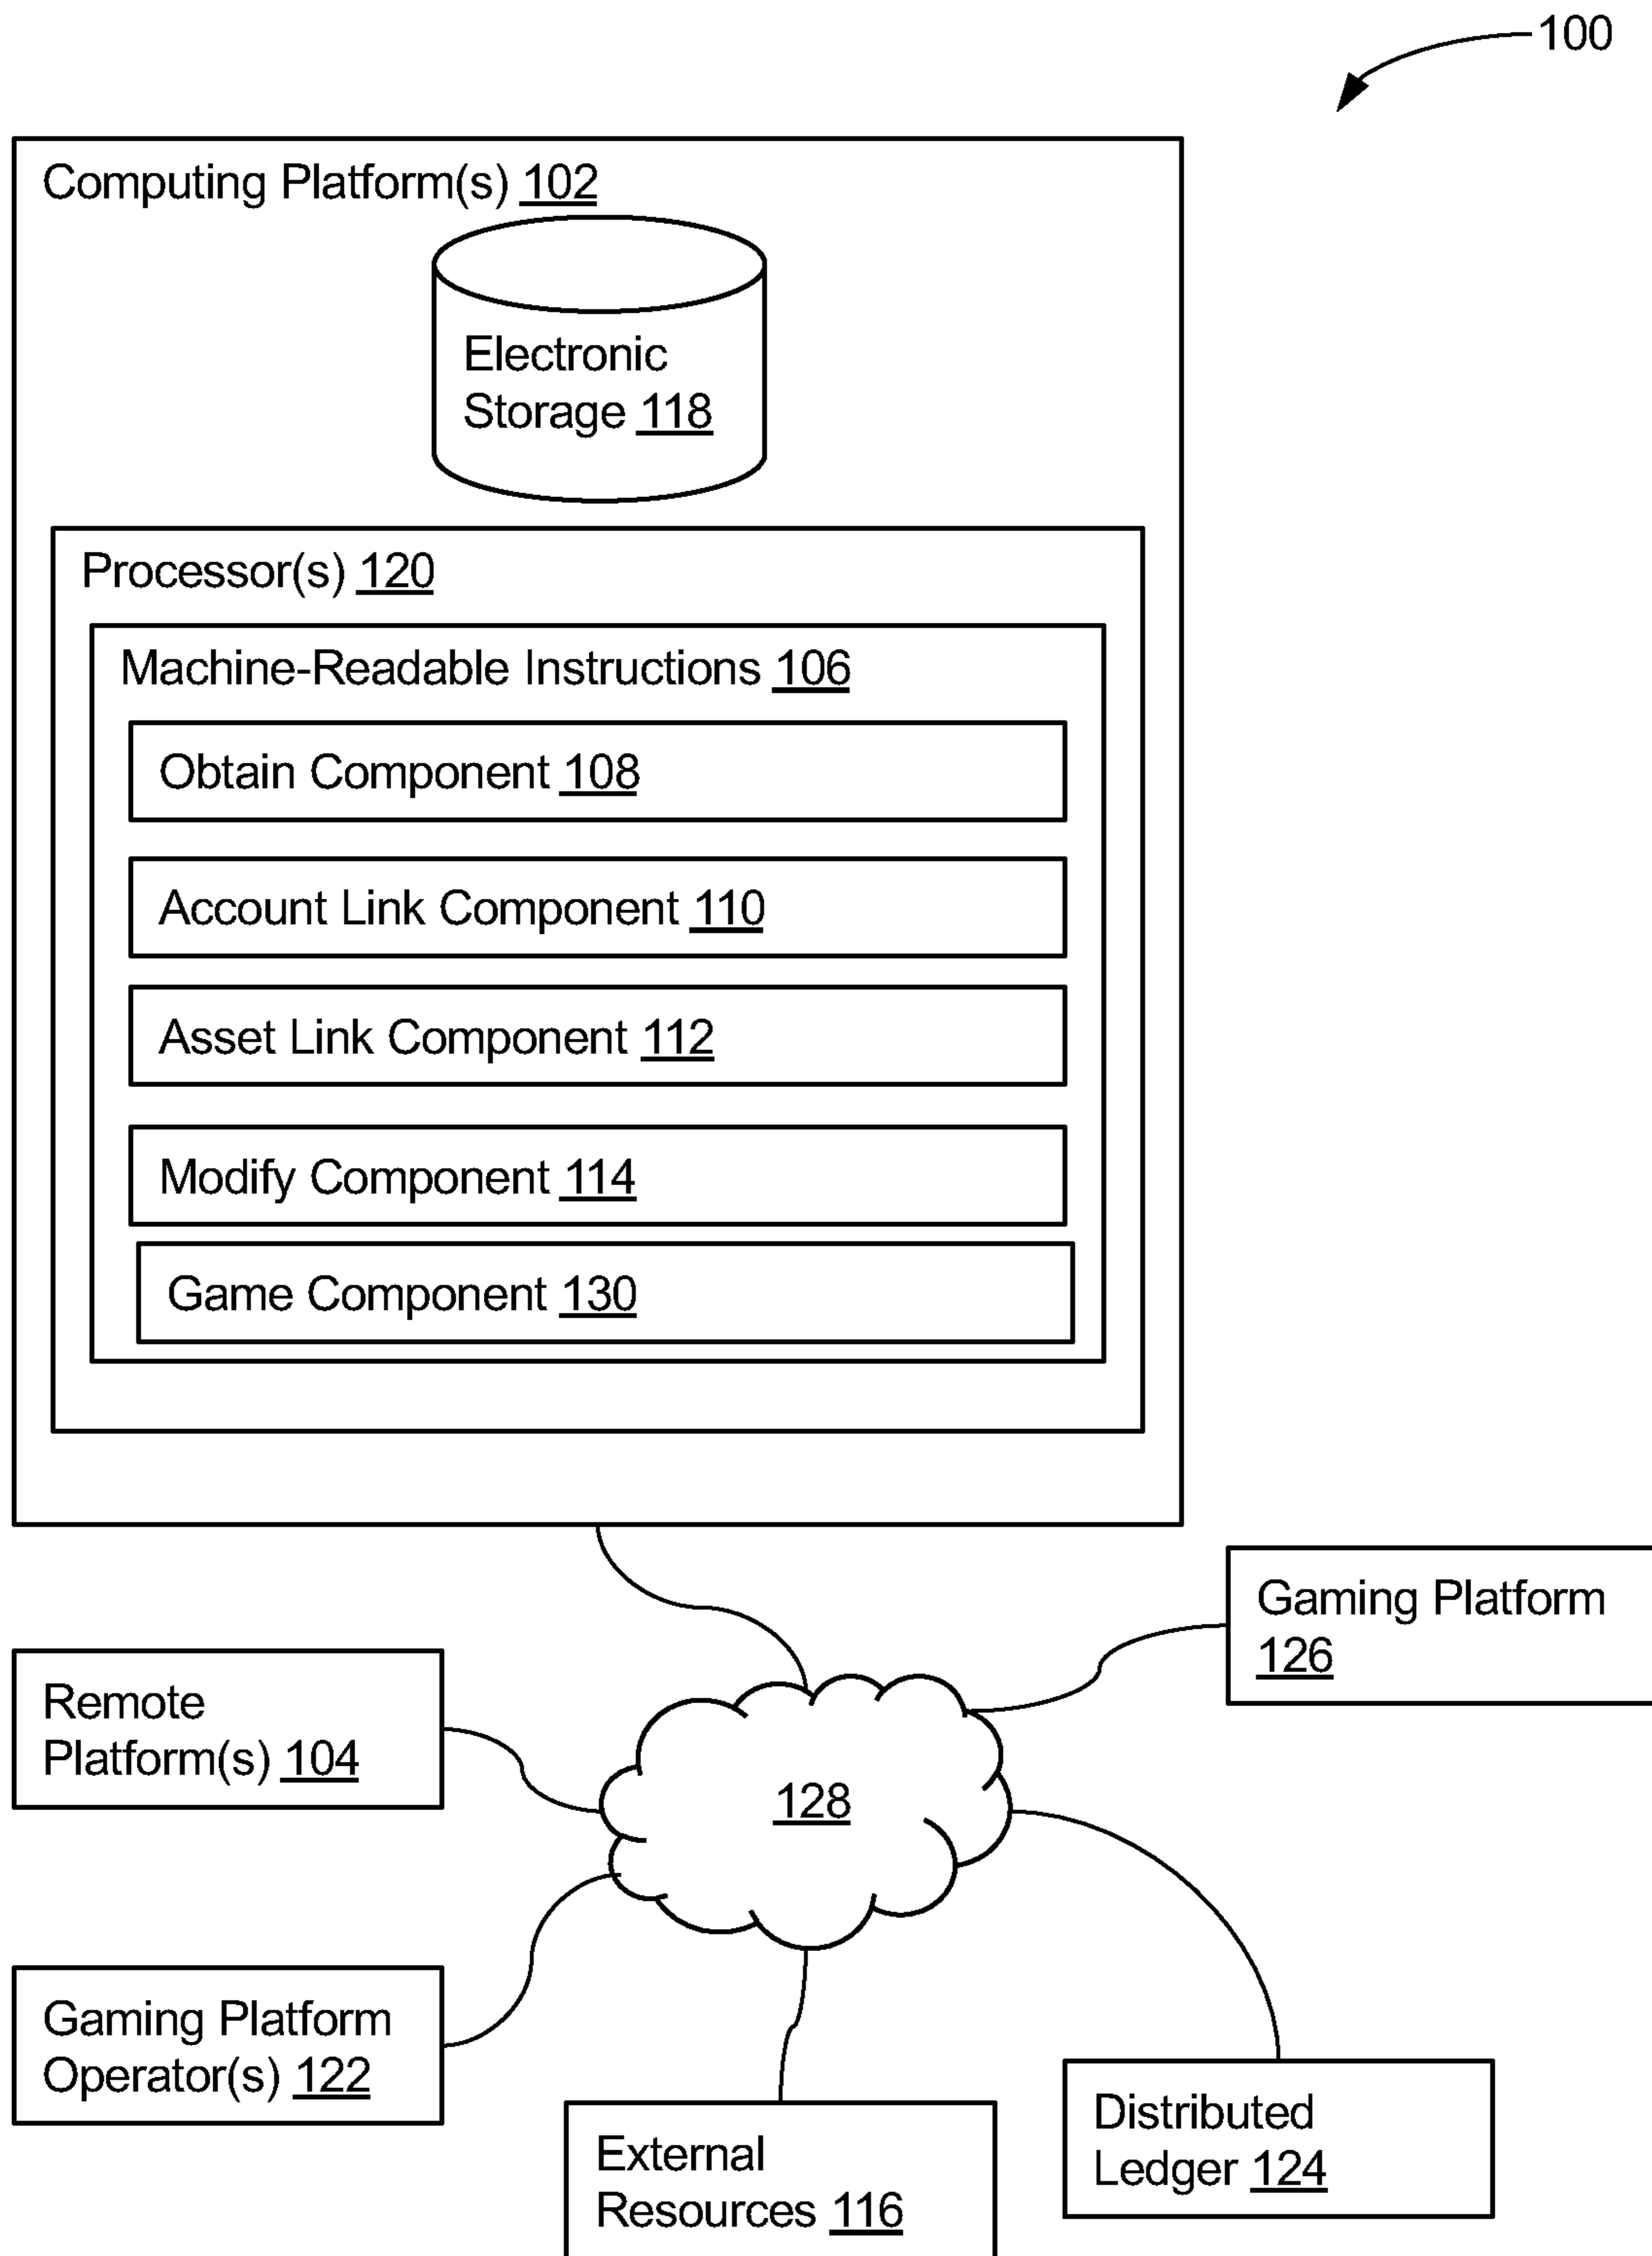 100
Computing Platform(s) 102
Electronic
Storage 118
Processor(s) 120
Machine-Readable Instructions 106
Obtain Component 108
Account Link Component 110
Asset Link Component 112
Modify Component 114
Game Component 130
Gaming Platform
126
Remote
Platform(s) 104
128
Gaming Platform
Operator(s) 122
External
Resources 116
Distributed
Ledger 124